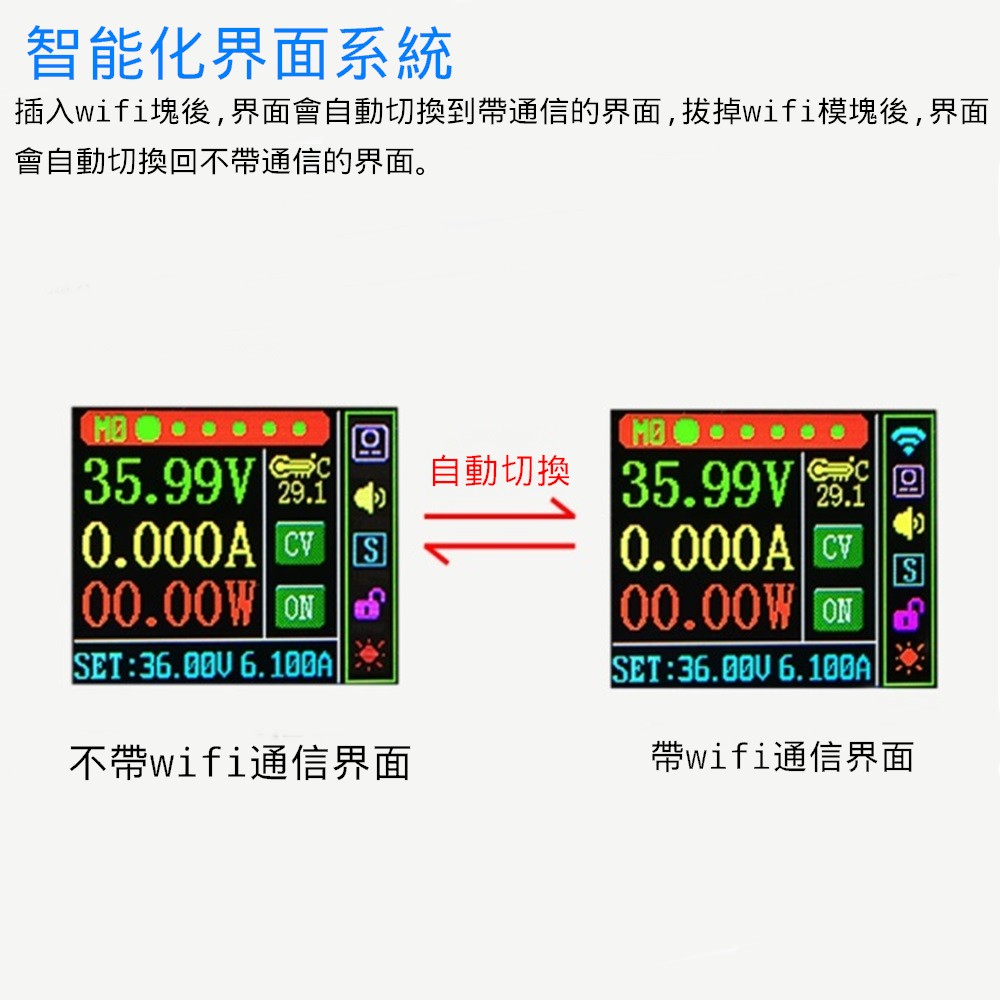 智能化界面系統
插入wifi塊後,界面會自動切換到帶通信的界面,拔掉wifi模塊後,界面
會自動切換回不帶通信的界面。
M0
35.99V
℃
29.1
0.000A
CV
00.00W
ON
S
SET:36.00V 6.100A
自動切換
M0
35.99V
℃
29.1
0.000A
CV
00.00W
ON
S
SET:36.00V 6.100A
不帶wifi通信界面
帶wifi通信界面